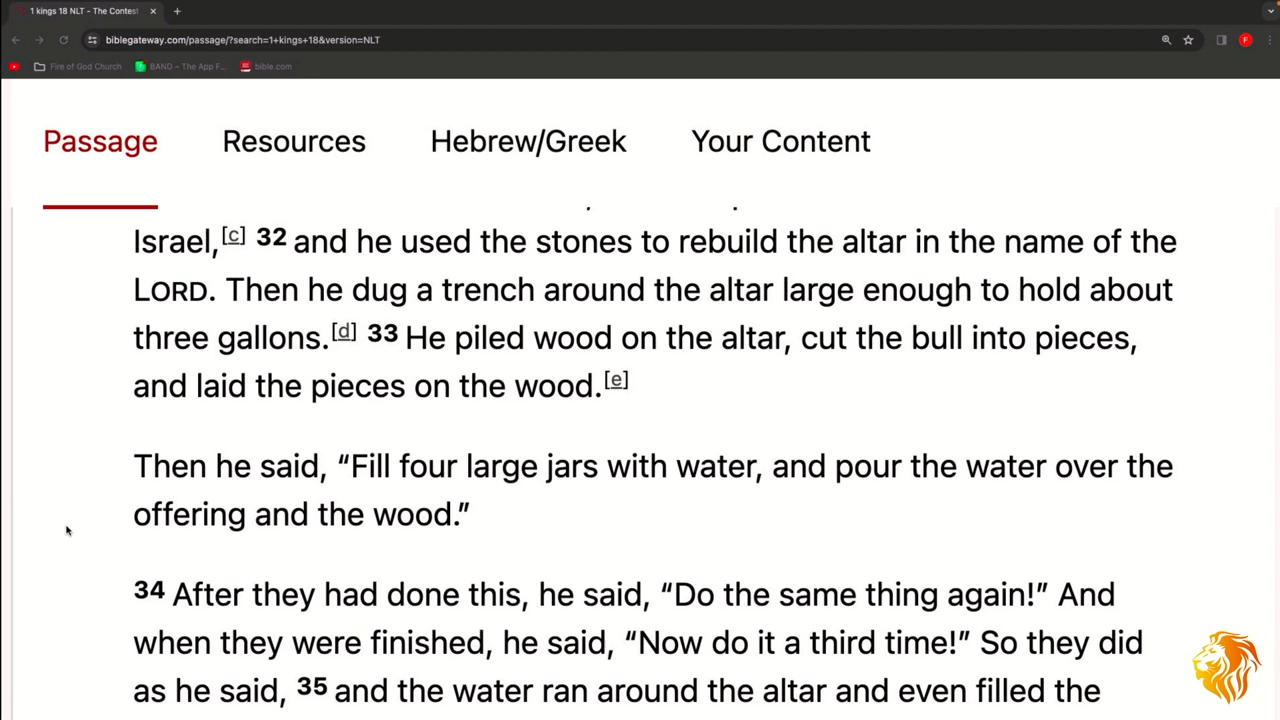 1 kings 18 NLT - The Contest
biblegateway.com/passage/?search=1+kings+18&version=NLT
Fire of God Church BAND – The App F... bible.com
F
Passage Resources Hebrew/Greek Your Content
Israel,[c] 32 and he used the stones to rebuild the altar in the name of the
LORD. Then he dug a trench around the altar large enough to hold about
three gallons.[d] 33 He piled wood on the altar, cut the bull into pieces,
and laid the pieces on the wood.[e]
Then he said, “Fill four large jars with water, and pour the water over the
offering and the wood.”
34 After they had done this, he said, “Do the same thing again!” And
when they were finished, he said, “Now do it a third time!” So they did
as he said, 35 and the water ran around the altar and even filled the